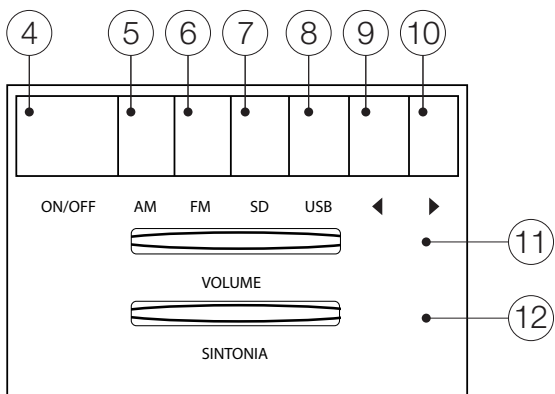 4 5 6 7 8 9 10
ON/OFF AM FM SD USB
11
VOLUME
12
SINTONIA